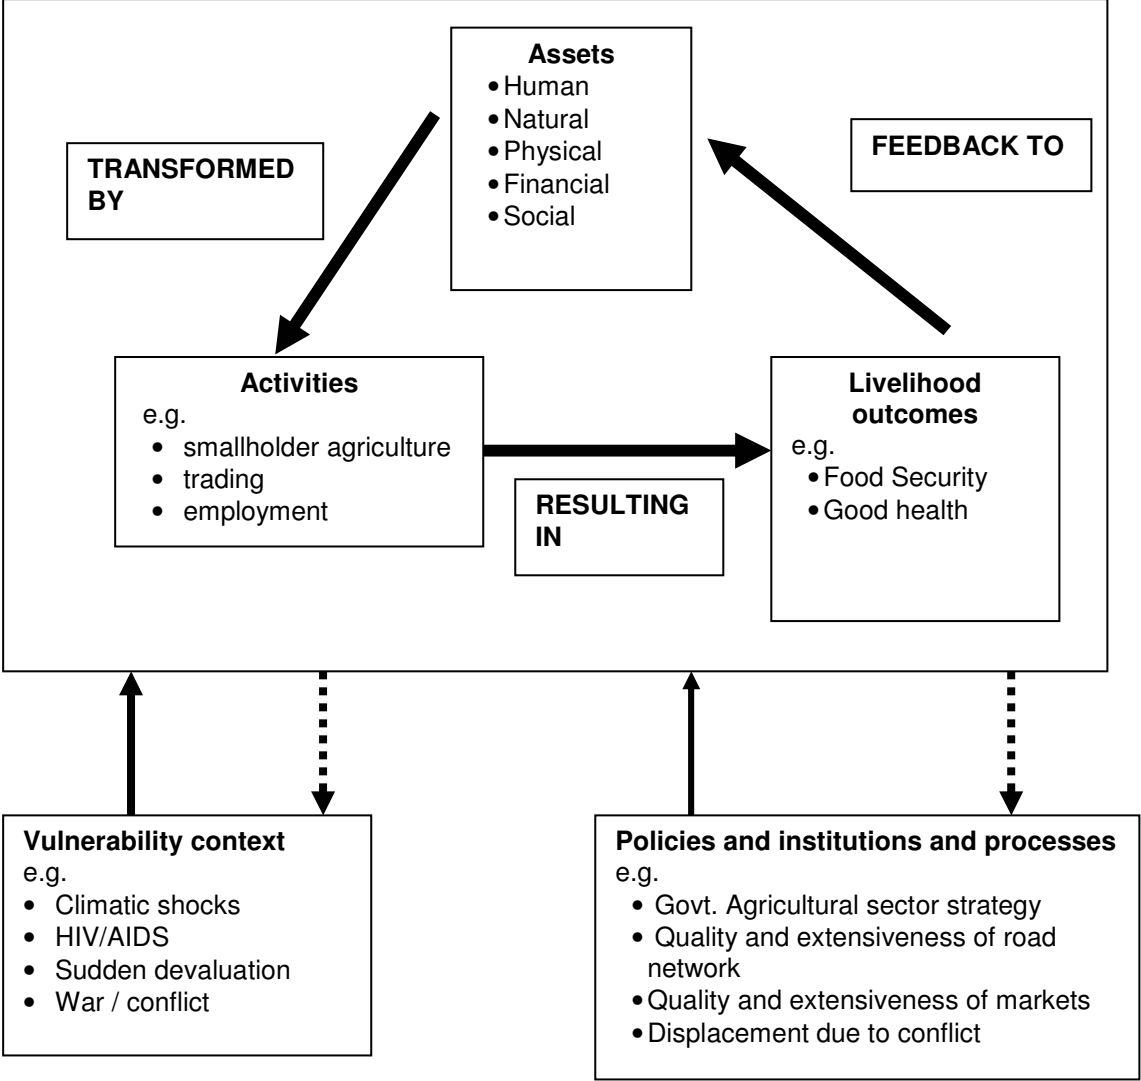 Assets
•Human
•Natural
•Physical
•Financial
•Social
TRANSFORMED
BY
FEEDBACK TO
Activities
e.g.
• smallholder agriculture
• trading
• employment
RESULTING
IN
Livelihood
outcomes
e.g.
•Food Security
•Good health
Vulnerability context
e.g.
• Climatic shocks
• HIV/AIDS
• Sudden devaluation
• War / conflict
Policies and institutions and processes
e.g.
• Govt. Agricultural sector strategy
• Quality and extensiveness of road
network
•Quality and extensiveness of markets
•Displacement due to conflict